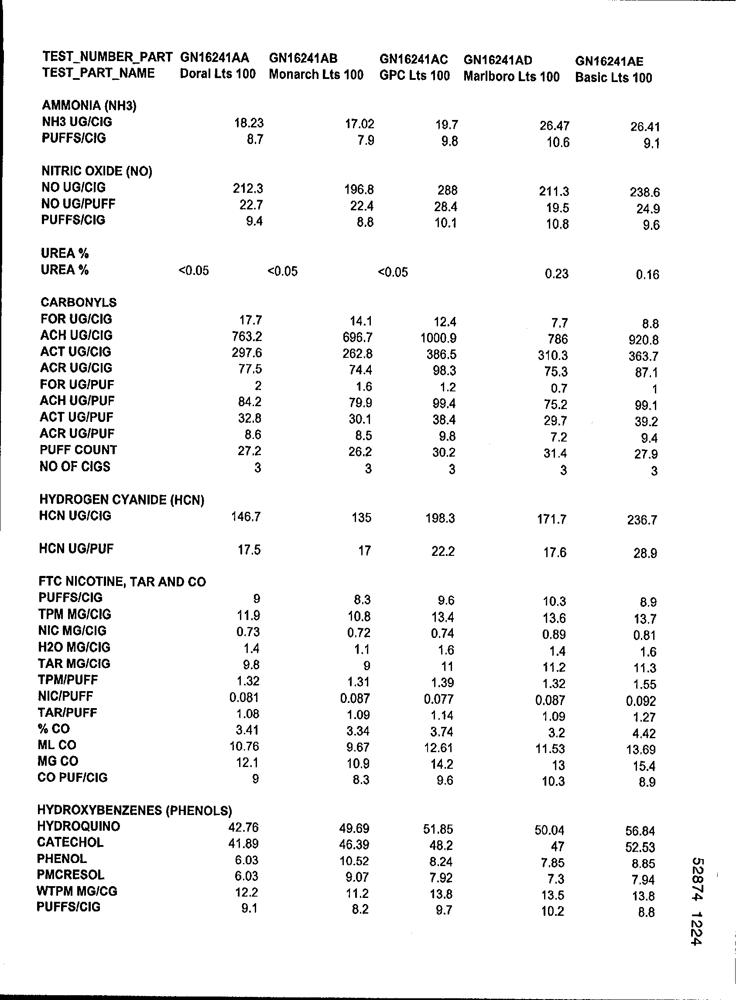 TEST_NUMBER_PART GN16241AA GN16241AB GN16241AC GN16241AD GN16241AE
TEST_PART_NAME Doral Lts 100 Monarch Lts 100 GPC Lts 100 Marlboro Lts 100 Basic Lts 100
AMMONIA (NH3)
NH3 UG/CIG 18.23 17.02 19.7 26.47 26.41
PUFFS/CIG 8.7 7.9 9.8 10.6 9.1
NITRIC OXIDE (NO)
NO UG/CIG 212.3 196.8 288 211.3 238.6
NO UG/PUFF 22.7 22.4 28.4 19.5 24.9
PUFFS/CIG 9.4 8.8 10.1 10.8 9.6
UREA %
UREA % <0.05 <0.05 <0.05 0.23 0.16
CARBONYLS
FOR UG/CIG 17.7 14.1 12.4 7.7 8.8
ACH UG/CIG 763.2 696.7 1000.9 786 920.8
ACT UG/CIG 297.6 262.8 386.5 310.3 363.7
ACR UG/CIG 77.5 74.4 98.3 75.3 87.1
FOR UG/PUF 2 1.6 1.2 0.7 1
ACH UG/PUF 84.2 79.9 99.4 75.2 99.1
ACT UG/PUF 32.8 30.1 38.4 29.7 39.2
ACR UG/PUF 8.6 8.5 9.8 7.2 9.4
PUFF COUNT 27.2 26.2 30.2 31.4 27.9
NO OF CIGS 3 3 3 3 3
HYDROGEN CYANIDE (HCN)
HCN UG/CIG 146.7 135 198.3 171.7 236.7
HCN UG/PUF 17.5 17 22.2 17.6 28.9
FTC NICOTINE, TAR AND CO
PUFFS/CIG 9 8.3 9.6 10.3 8.9
TPM MG/CIG 11.9 10.8 13.4 13.6 13.7
NIC MG/CIG 0.73 0.72 0.74 0.89 0.81
H2O MG/CIG 1.4 1.1 1.6 1.4 1.6
TAR MG/CIG 9.8 9 11 11.2 11.3
TPM/PUFF 1.32 1.31 1.39 1.32 1.55
NIC/PUFF 0.081 0.087 0.077 0.087 0.092
TAR/PUFF 1.08 1.09 1.14 1.09 1.27
% CO 3.41 3.34 3.74 3.2 4.42
ML CO 10.76 9.67 12.61 11.53 13.69
MG CO 12.1 10.9 14.2 13 15.4
CO PUF/CIG 9 8.3 9.6 10.3 8.9
HYDROXYBENZENES (PHENOLS)
HYDROQUINO 42.76 49.69 51.85 50.04 56.84
CATECHOL 41.89 46.39 48.2 47 52.53
PHENOL 6.03 10.52 8.24 7.85 8.85
PMCRESOL 6.03 9.07 7.92 7.3 7.94
WTPM MG/CG 12.2 11.2 13.8 13.5 13.8
PUFFS/CIG 9.1 8.2 9.7 10.2 8.8
52874 1224